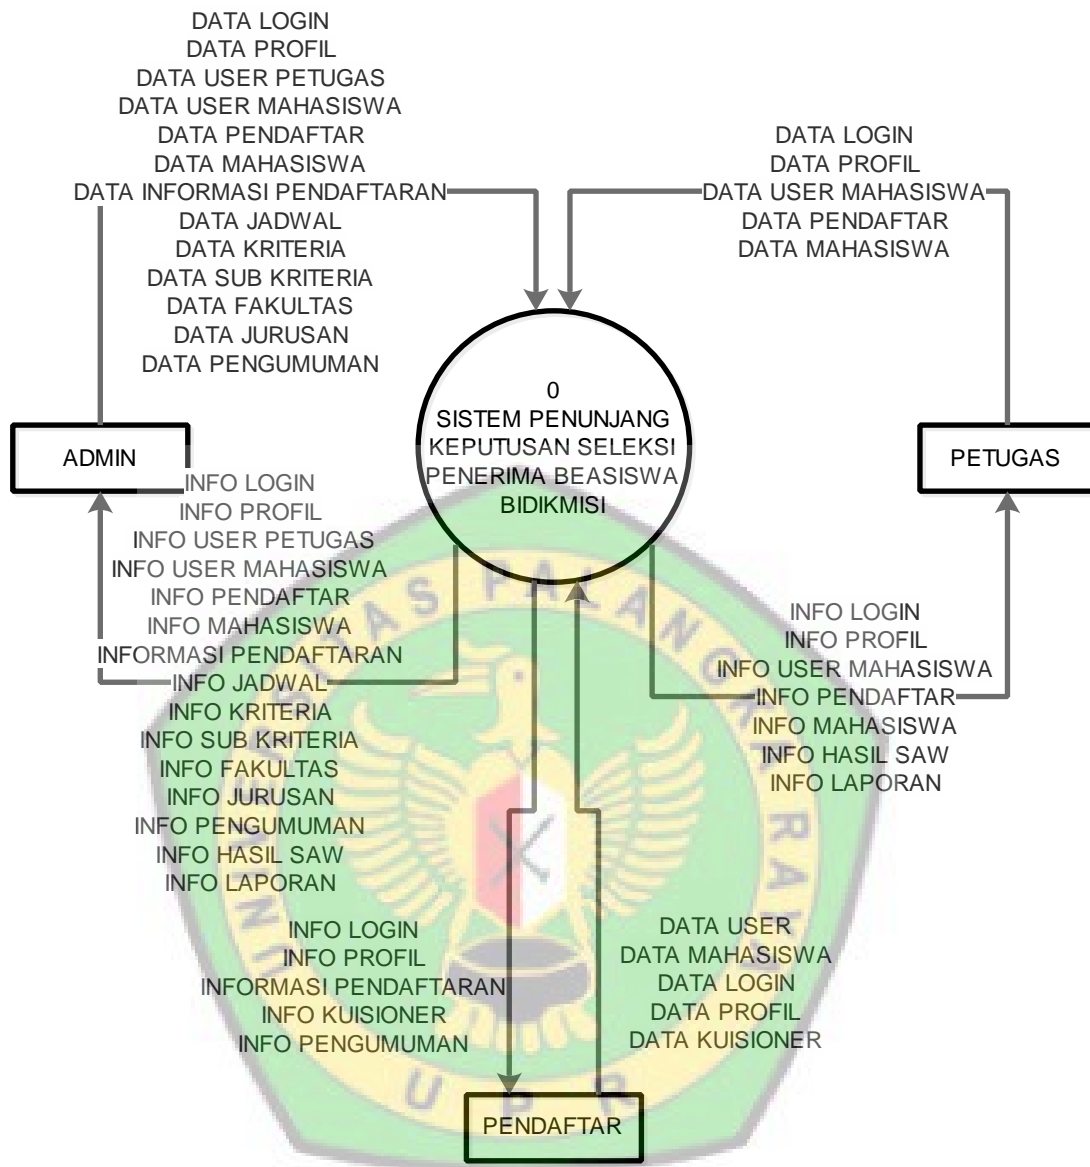 DATA LOGIN
DATA PROFIL
DATA USER PETUGAS
DATA USER MAHASISWA
DATA PENDAFTAR
DATA MAHASISWA
DATA INFORMASI PENDAFTARAN
DATA JADWAL
DATA KRITERIA
DATA SUB KRITERIA
DATA FAKULTAS
DATA JURUSAN
DATA PENGUMUMAN
DATA LOGIN
DATA PROFIL
DATA USER MAHASISWA
DATA PENDAFTAR
DATA MAHASISWA
0
SISTEM PENUNJANG
KEPUTUSAN SELEKSI
PENERIMA BEASISWA
BIDIKMISI
ADMIN
PETUGAS
INFO LOGIN
INFO PROFIL
INFO USER PETUGAS
INFO USER MAHASISWA
INFO PENDAFTAR
INFO MAHASISWA
INFORMASI PENDAFTARAN
INFO JADWAL
INFO KRITERIA
INFO SUB KRITERIA
INFO FAKULTAS
INFO JURUSAN
INFO PENGUMUMAN
INFO HASIL SAW
INFO LAPORAN
INFO LOGIN
INFO PROFIL
INFO USER MAHASISWA
INFO PENDAFTAR
INFO MAHASISWA
INFO HASIL SAW
INFO LAPORAN
INFO LOGIN
INFO PROFIL
INFORMASI PENDAFTARAN
INFO KUISIONER
INFO PENGUMUMAN
DATA USER
DATA MAHASISWA
DATA LOGIN
DATA PROFIL
DATA KUISIONER
PENDAFTAR
UNIVERSITAS PALANGKA RAYA
U P R